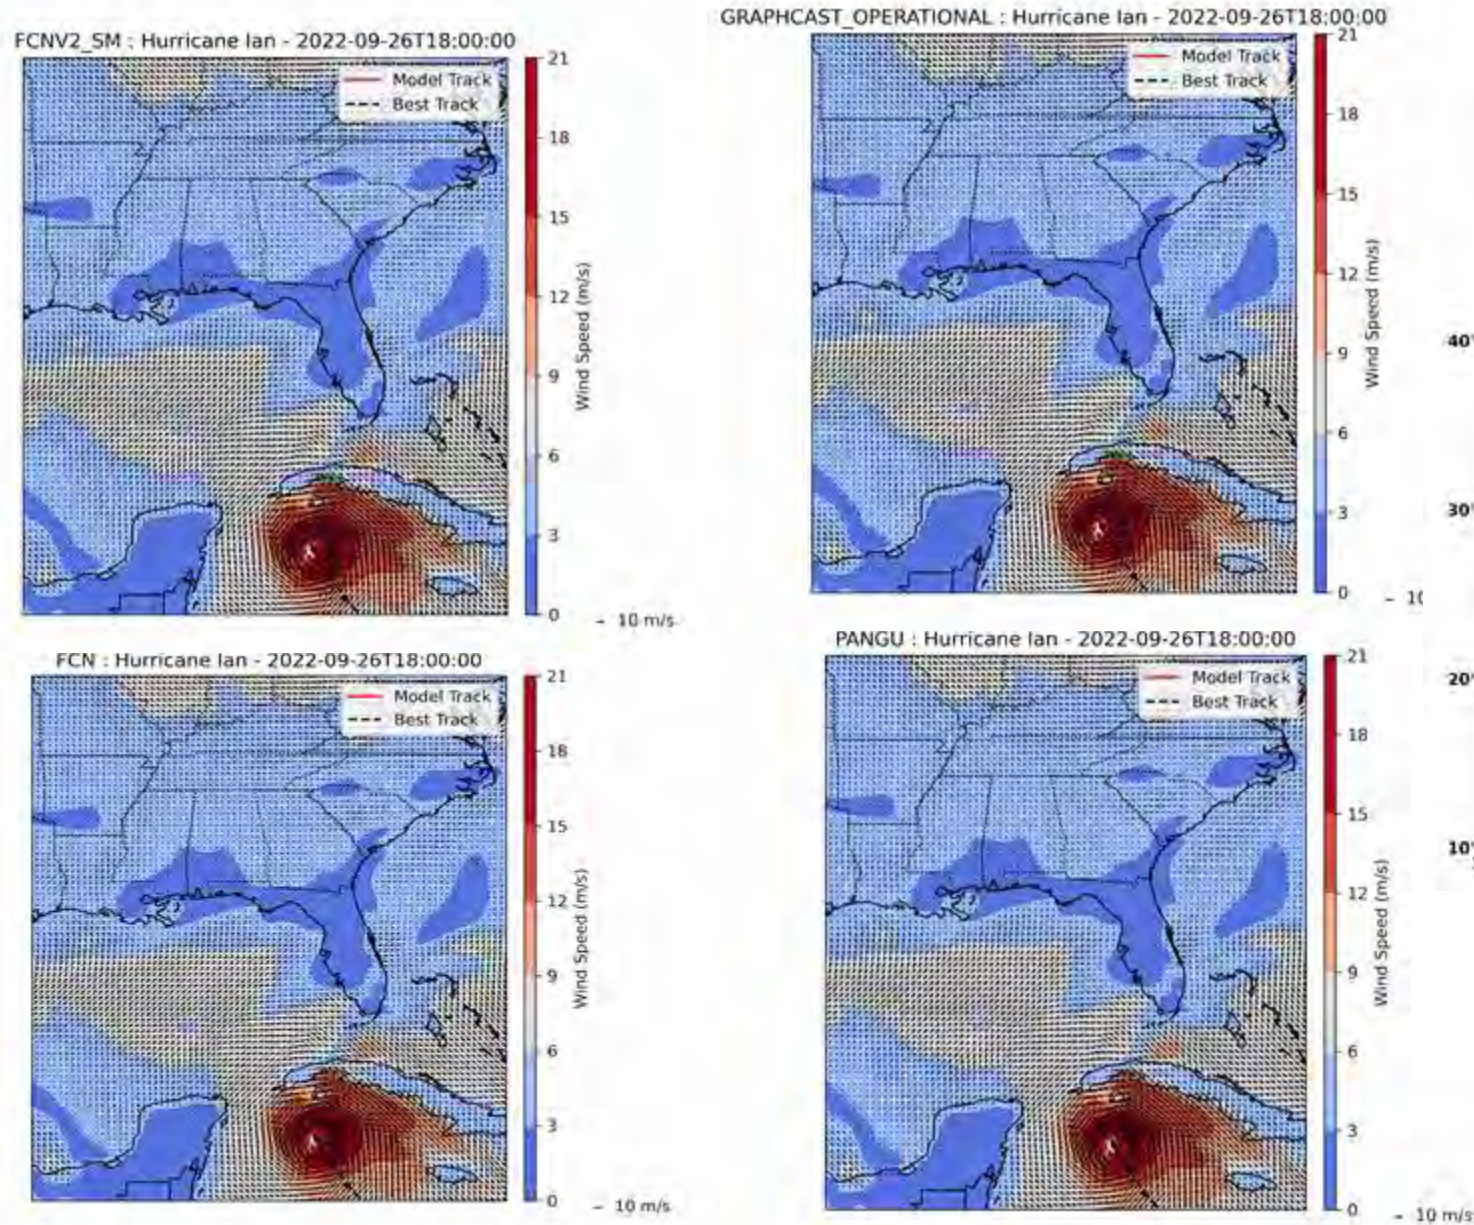 FCNV2_SM : Hurricane Ian - 2022-09-26T18:00:00
Model Track
Best Track
21
18
15
12
9
6
3
0
Wind Speed (m/s)
10 m/s
GRAPHCAST_OPERATIONAL : Hurricane Ian - 2022-09-26T18:00:00
Model Track
Best Track
21
18
15
12
9
6
3
0
Wind Speed (m/s)
10
40°
30°
20°
10°
FCN : Hurricane Ian - 2022-09-26T18:00:00
Model Track
Best Track
21
18
15
12
9
6
3
0
Wind Speed (m/s)
10 m/s
PANGU : Hurricane Ian - 2022-09-26T18:00:00
Model Track
Best Track
21
18
15
12
9
6
3
0
Wind Speed (m/s)
10 m/s